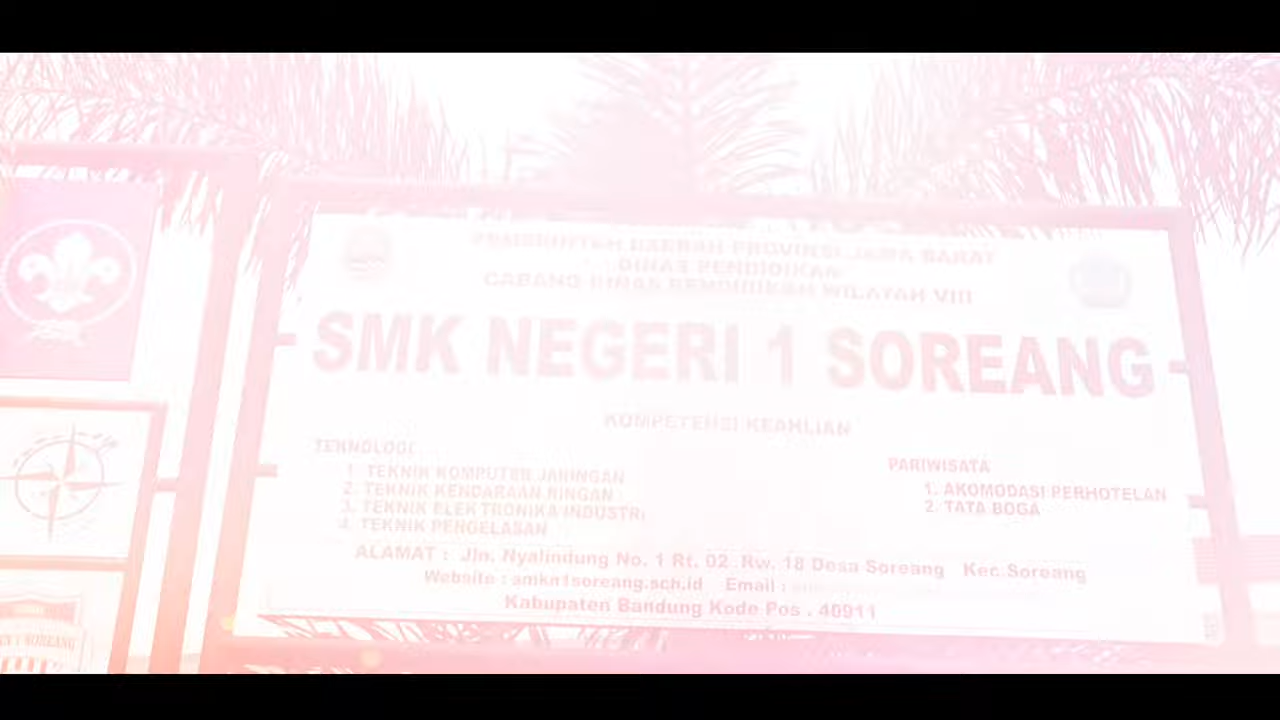 PEMERINTAH DAERAH PROVINSI JAWA BARAT
DINAS PENDIDIKAN
CABANG DINAS PENDIDIKAN WILAYAH VIII
SMK NEGERI 1 SOREANG
KOMPETENSI KEAHLIAN
TEKNOLOGI
1. TEKNIK KOMPUTER JARINGAN
2. TEKNIK KENDARAAN RINGAN
3. TEKNIK ELEKTRONIKA INDUSTRI
4. TEKNIK PENGELASAN
PARIWISATA
1. AKOMODASI PERHOTELAN
2. TATA BOGA
ALAMAT : Jln. Nyalindung No. 1 Rt. 02 Rw. 18 Desa Soreang Kec.Soreang
Website : smkn1soreang.sch.id Email :
Kabupaten Bandung Kode Pos . 40911
1 SOREANG